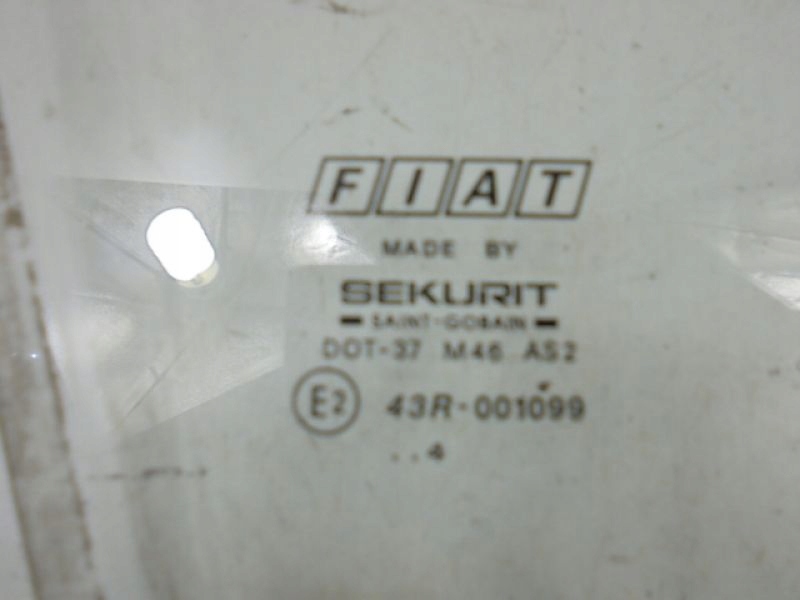 FIAT
MADE BY
SEKURIT
SAINT-GOBAIN
DOT-37 M46 AS2
E2 43R-001099
..4